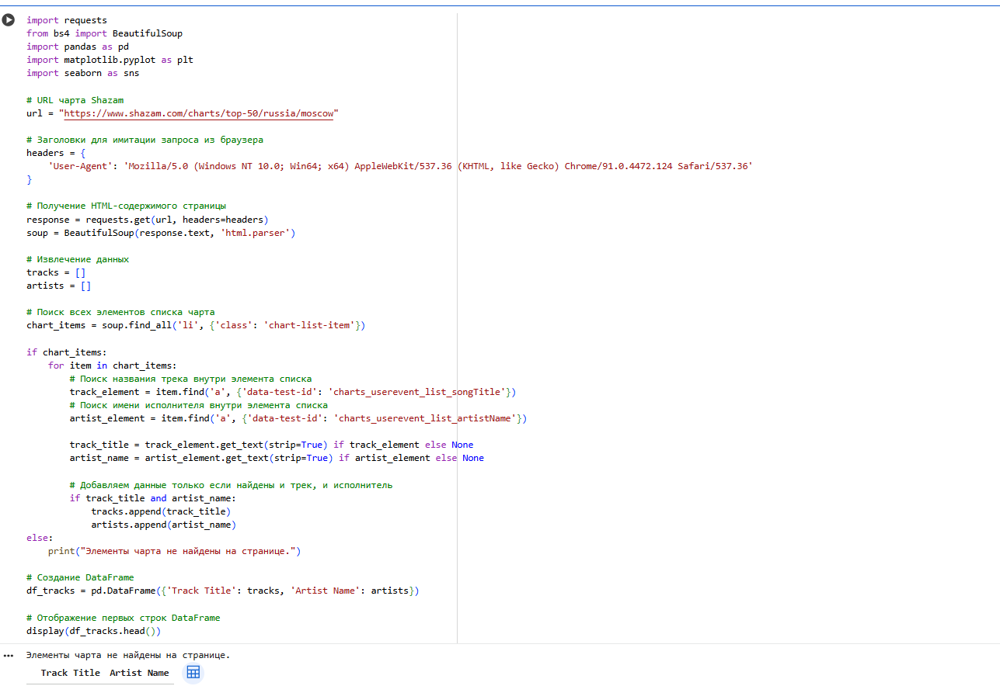 import requests
from bs4 import BeautifulSoup
import pandas as pd
import matplotlib.pyplot as plt
import seaborn as sns
# URL чарта Shazam
url = "https://www.shazam.com/charts/top-50/russia/moscow"
# Заголовки для имитации запроса из браузера
headers = {
    'User-Agent': 'Mozilla/5.0 (Windows NT 10.0; Win64; x64) AppleWebKit/537.36 (KHTML, like Gecko) Chrome/91.0.4472.124 Safari/537.36'
}
# Получение HTML-содержимого страницы
response = requests.get(url, headers=headers)
soup = BeautifulSoup(response.text, 'html.parser')
# Извлечение данных
tracks = []
artists = []
# Поиск всех элементов списка чарта
chart_items = soup.find_all('li', {'class': 'chart-list-item'})
if chart_items:
    for item in chart_items:
        # Поиск названия трека внутри элемента списка
        track_element = item.find('a', {'data-test-id': 'charts_userevent_list_songTitle'})
        # Поиск имени исполнителя внутри элемента списка
        artist_element = item.find('a', {'data-test-id': 'charts_userevent_list_artistName'})
        track_title = track_element.get_text(strip=True) if track_element else None
        artist_name = artist_element.get_text(strip=True) if artist_element else None
        # Добавляем данные только если найдены и трек, и исполнитель
        if track_title and artist_name:
            tracks.append(track_title)
            artists.append(artist_name)
else:
    print("Элементы чарта не найдены на странице.")
# Создание DataFrame
df_tracks = pd.DataFrame({'Track Title': tracks, 'Artist Name': artists})
# Отображение первых строк DataFrame
display(df_tracks.head())
Элементы чарта не найдены на странице.
Track Title Artist Name